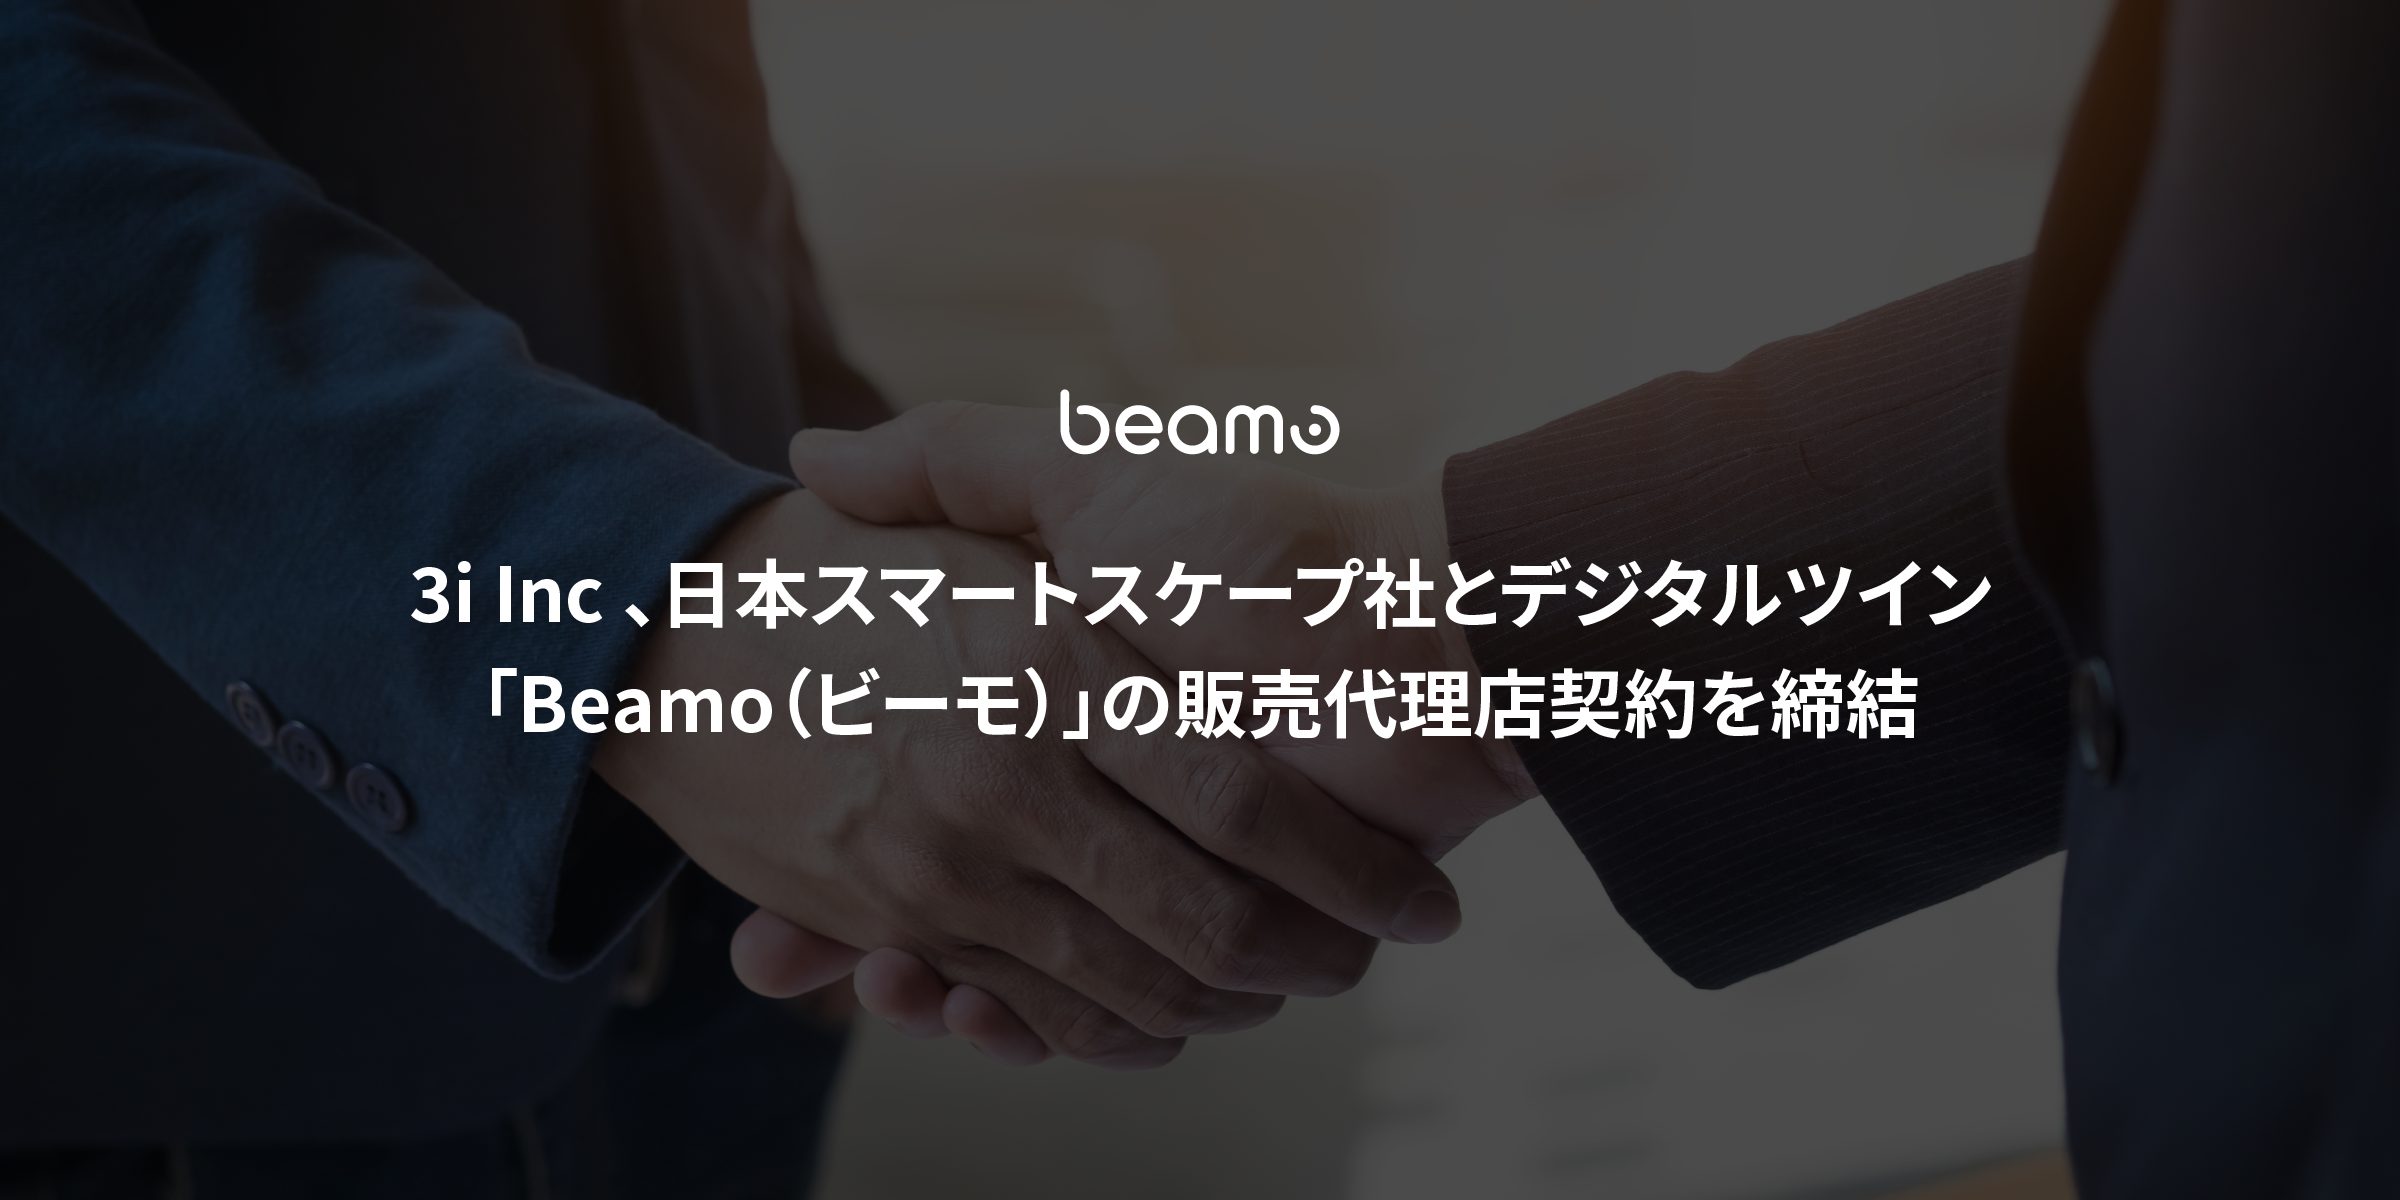 beamo
3i Inc 、日本スマートスケープ社とデジタルツイン
「Beamo（ビーモ）」の販売代理店契約を締結